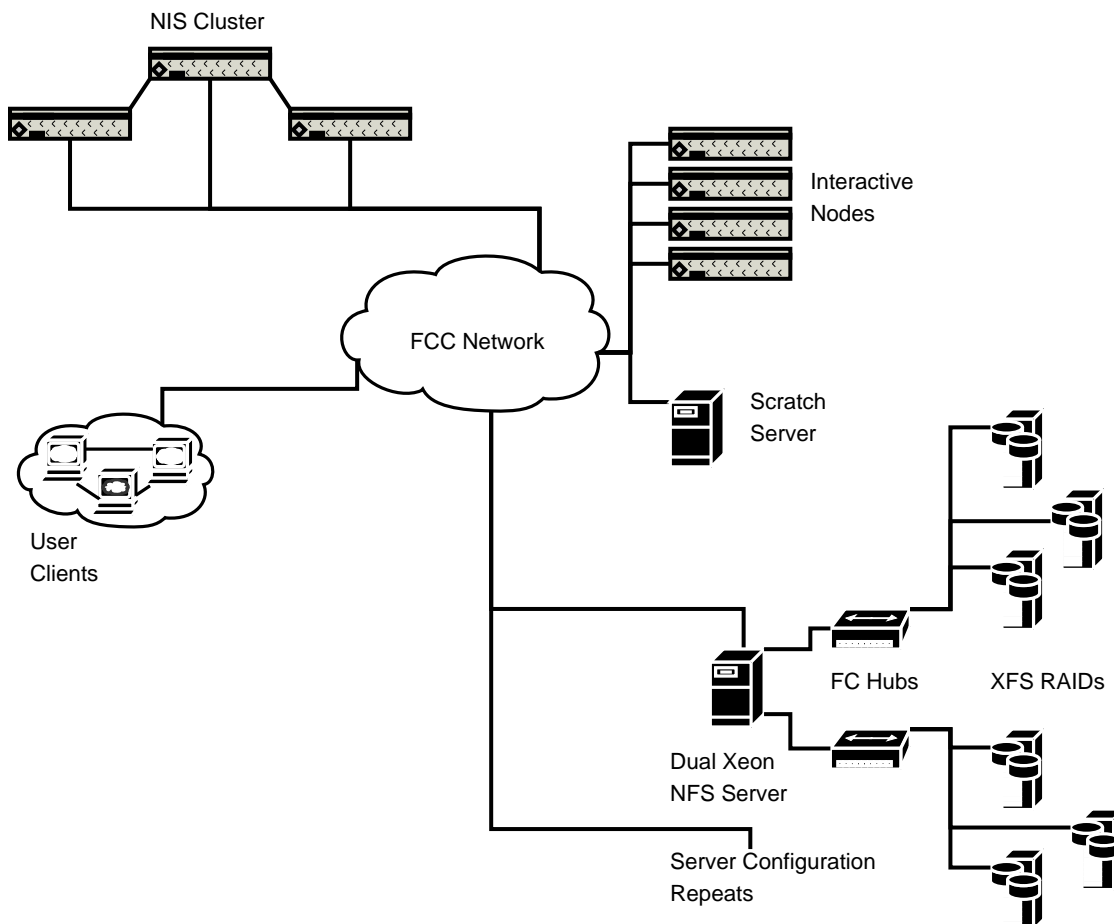 NIS Cluster
Interactive
Nodes
FCC Network
Scratch
Server
User
Clients
FC Hubs
XFS RAIDs
Dual Xeon
NFS Server
Server Configuration
Repeats